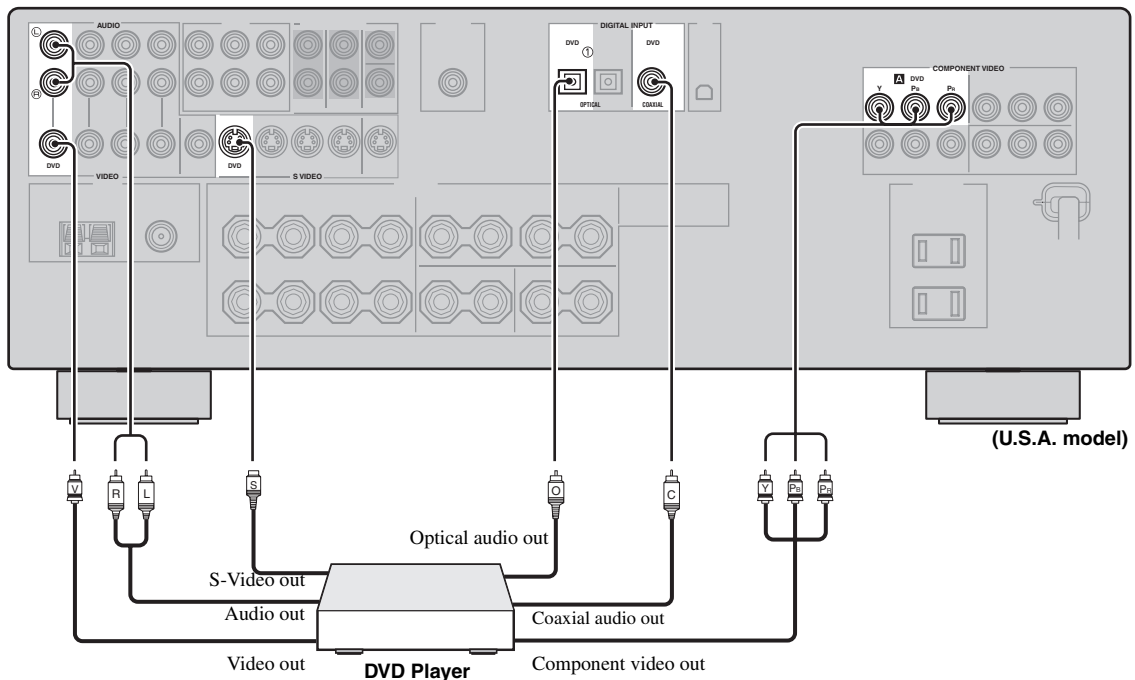 AUDIO
L
R
DVD
VIDEO
DVD
S VIDEO
DIGITAL INPUT
DVD
①
DVD
OPTICAL
COAXIAL
COMPONENT VIDEO
A DVD
Y PB PR
(U.S.A. model)
V
R
L
S
O
C
Y
PB
PR
Optical audio out
S-Video out
Audio out
Coaxial audio out
Video out
Component video out
DVD Player